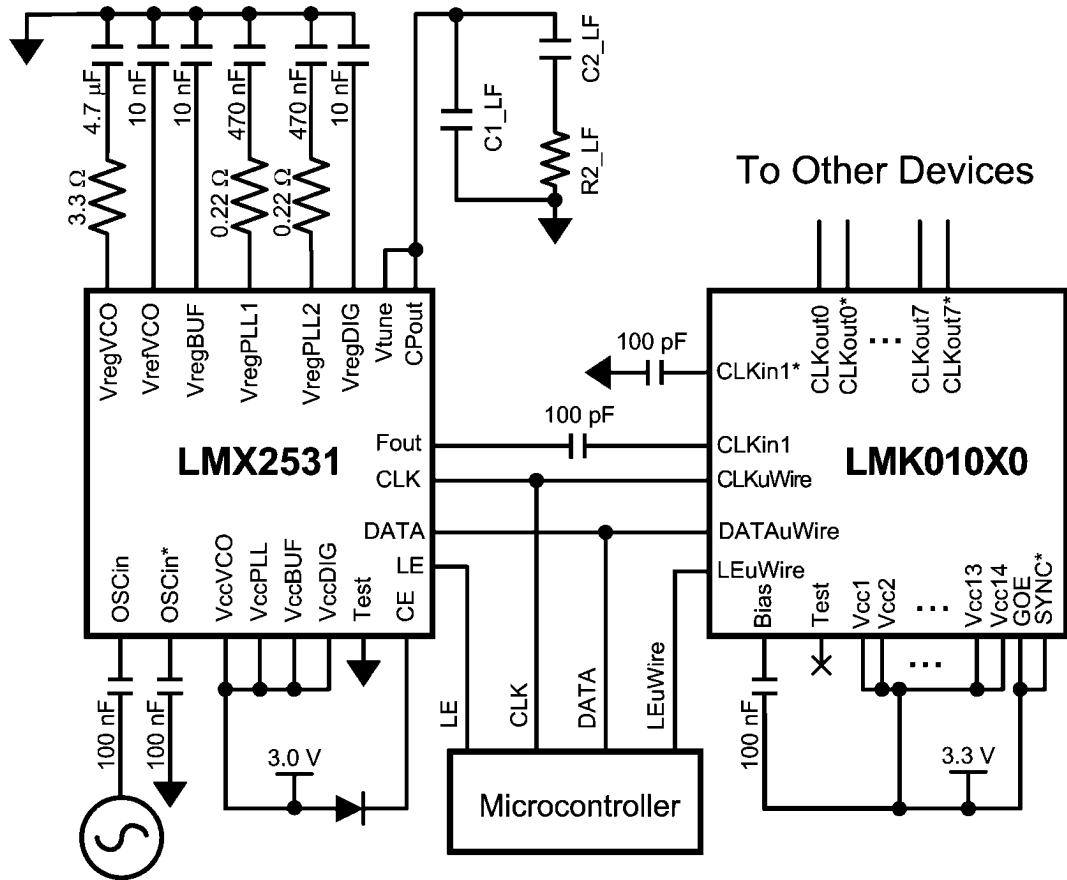 4.7 µF
10 nF
10 nF
470 nF
470 nF
10 nF
3.3 Ω
0.22 Ω
0.22 Ω
C1_LF
C2_LF
R2_LF
To Other Devices
VregVCO
VrefVCO
VregBUF
VregPLL1
VregPLL2
VregDIG
Vtune
CPout
CLKout0
CLKout0*
...
CLKout7
CLKout7*
100 pF
CLKin1*
100 pF
Fout
CLKin1
LMX2531
LMK010X0
CLK
CLKuWire
DATA
DATAuWire
LE
LEuWire
OSCin
OSCin*
VccVCO
VccPLL
VccBUF
VccDIG
Test
CE
Bias
Test
Vcc1
Vcc2
...
Vcc13
Vcc14
GOE
SYNC*
...
100 nF
100 nF
3.0 V
LE
CLK
DATA
LEuWire
100 nF
3.3 V
Microcontroller